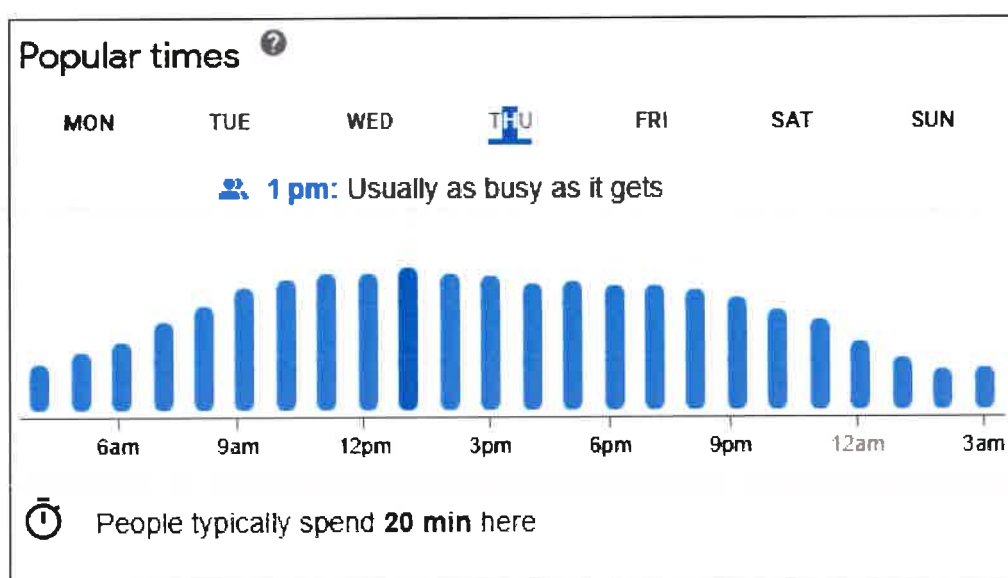 Popular times ?
MON TUE WED THU FRI SAT SUN
1 pm: Usually as busy as it gets
6am 9am 12pm 3pm 6pm 9pm 12am 3am
People typically spend 20 min here